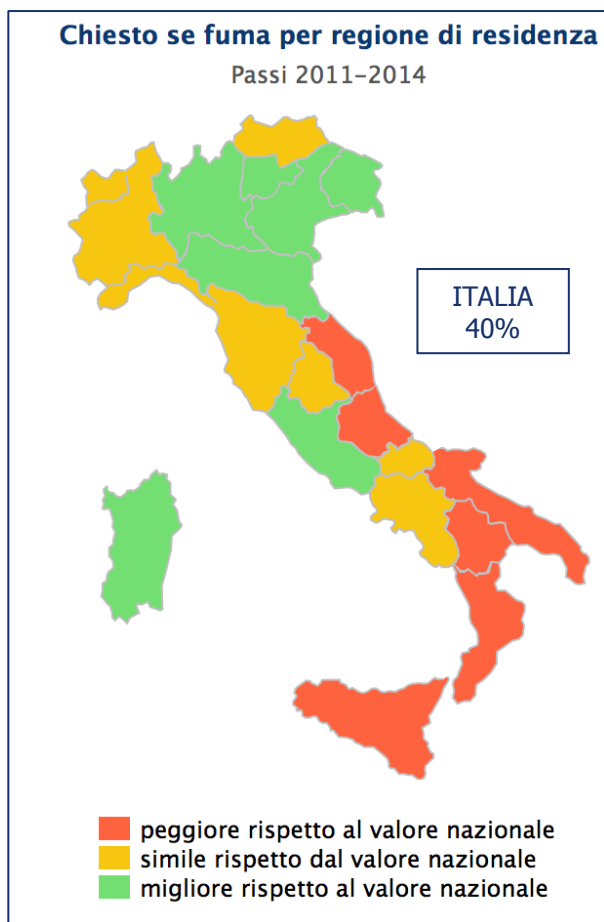 Chiesto se fuma per regione di residenza
Passi 2011-2014
ITALIA
40%
peggiore rispetto al valore nazionale
simile rispetto dal valore nazionale
migliore rispetto al valore nazionale